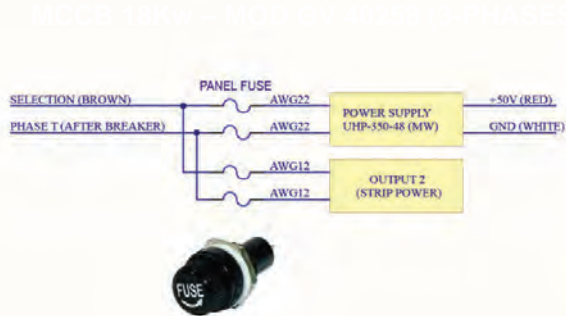 PANEL FUSE
SELECTION (BROWN)
AWG22
POWER SUPPLY
UHP-350-48 (MW)
+50V (RED)
PHASE T (AFTER BREAKER)
AWG22
GND (WHITE)
AWG12
OUTPUT 2
(STRIP POWER)
AWG12
FUSE